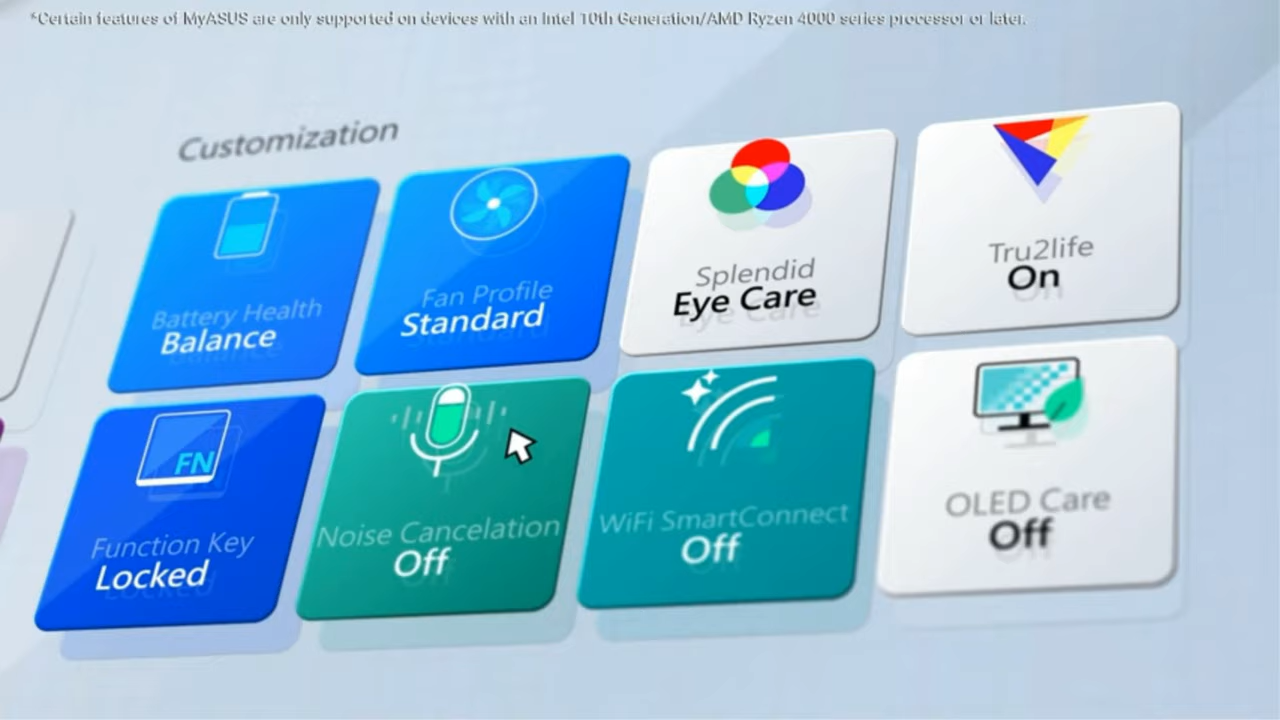 *Certain features of MyASUS are only supported on devices with an Intel 10th Generation/AMD Ryzen 4000 series processor or later.
Customization
Battery Health
Balance
Fan Profile
Standard
Splendid
Eye Care
Tru2life
On
FN
Function Key
Locked
Noise Cancelation
Off
WiFi SmartConnect
Off
OLED Care
Off